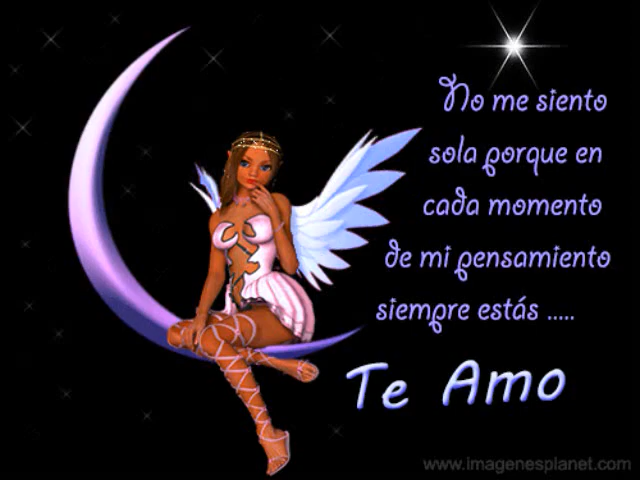 No me siento
sola porque en
cada momento
de mi pensamiento
siempre estás .....
Te Amo
www.imagenesplanet.com